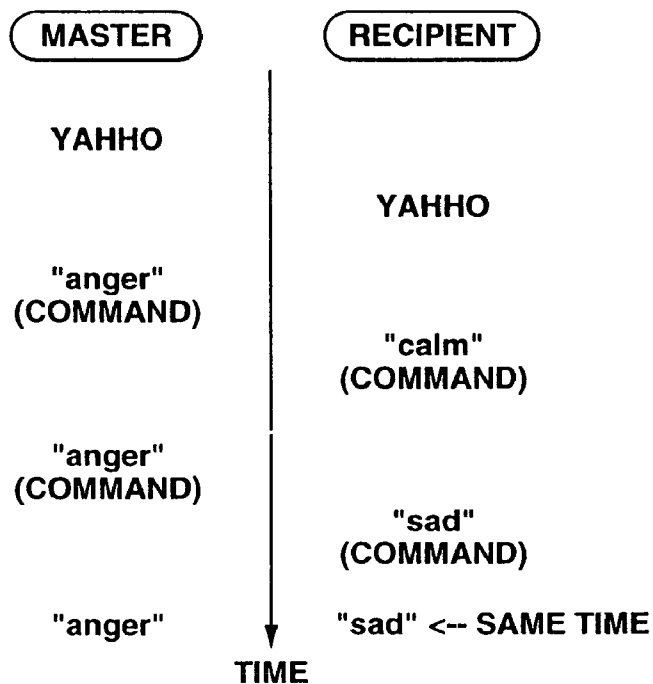 MASTER
RECIPIENT
YAHHO
YAHHO
"anger"
(COMMAND)
"calm"
(COMMAND)
"anger"
(COMMAND)
"sad"
(COMMAND)
"anger"
"sad" <-- SAME TIME
TIME